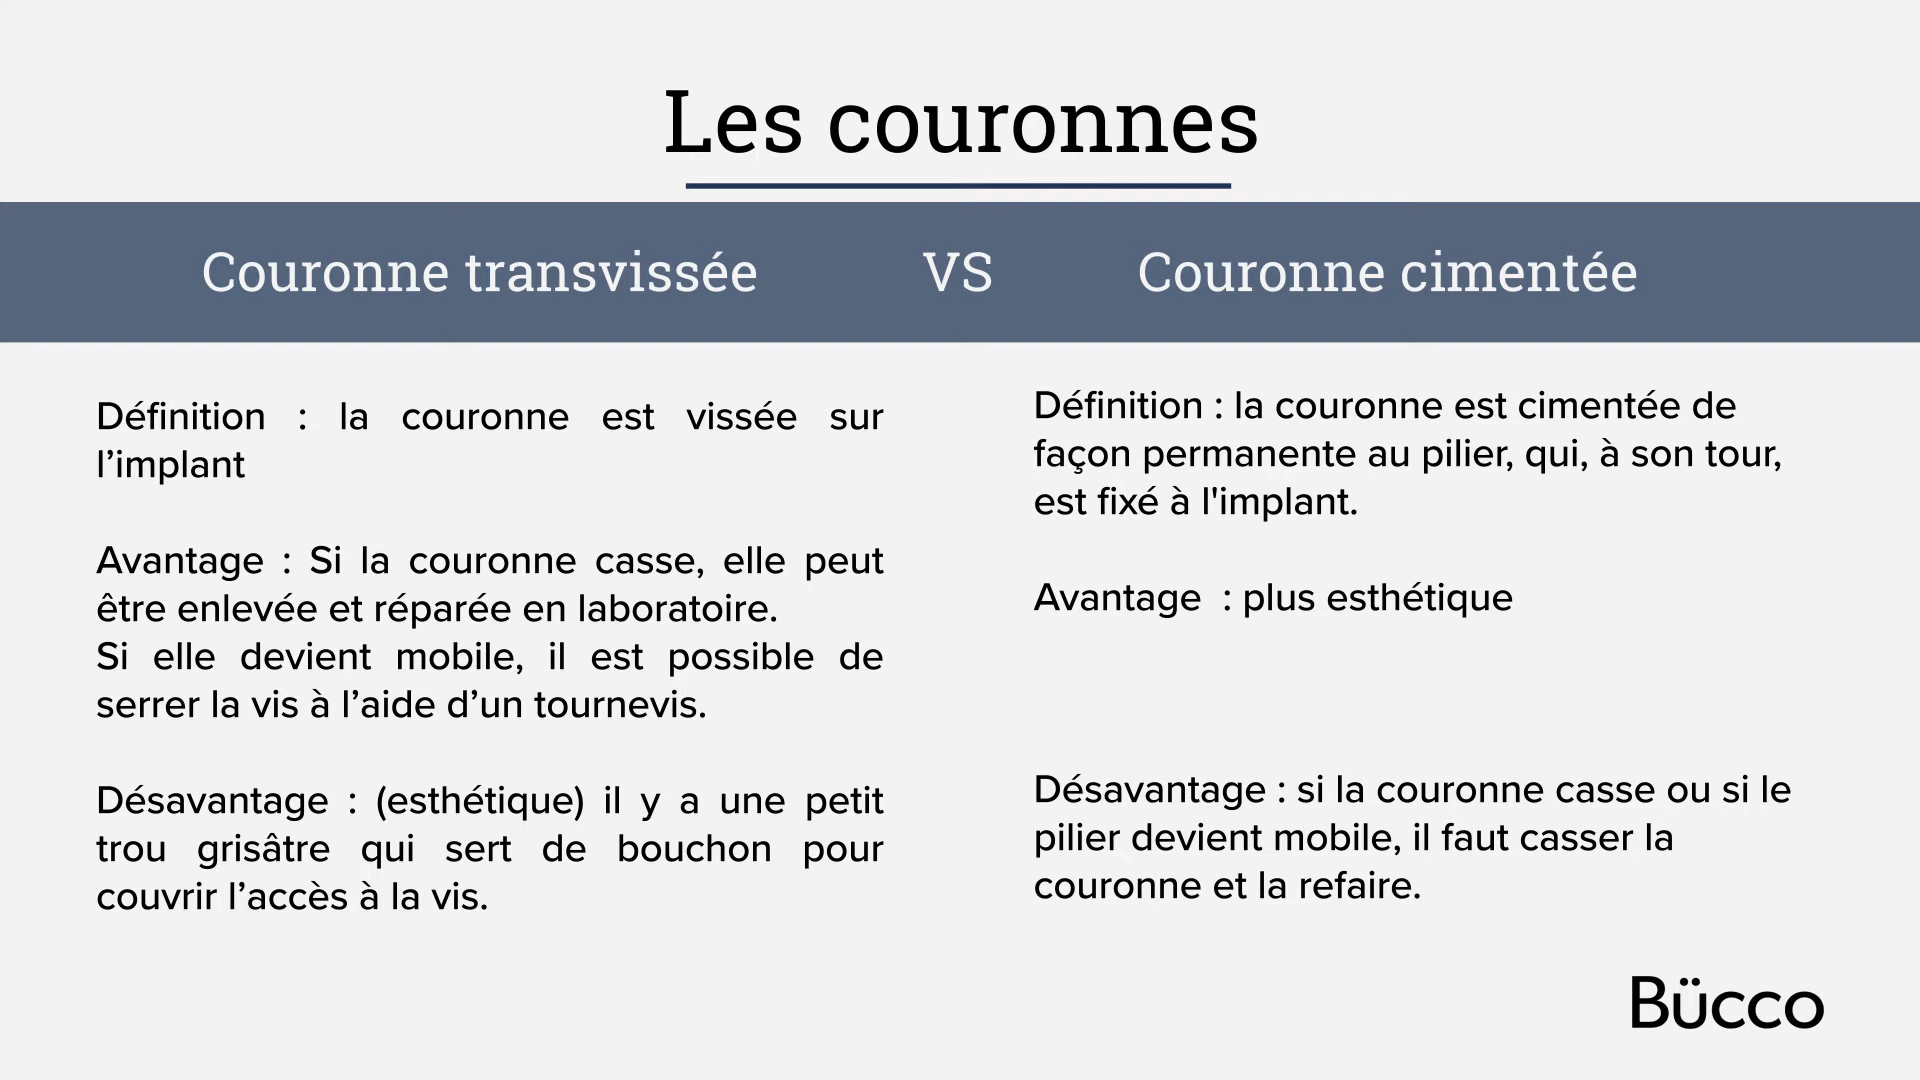 Les couronnes
Couronne transvissée VS Couronne cimentée
Définition : la couronne est vissée sur
l’implant
Avantage : Si la couronne casse, elle peut
être enlevée et réparée en laboratoire.
Si elle devient mobile, il est possible de
serrer la vis à l’aide d’un tournevis.
Désavantage : (esthétique) il y a une petit
trou grisâtre qui sert de bouchon pour
couvrir l’accès à la vis.
Définition : la couronne est cimentée de
façon permanente au pilier, qui, à son tour,
est fixé à l'implant.
Avantage : plus esthétique
Désavantage : si la couronne casse ou si le
pilier devient mobile, il faut casser la
couronne et la refaire.
Bücco